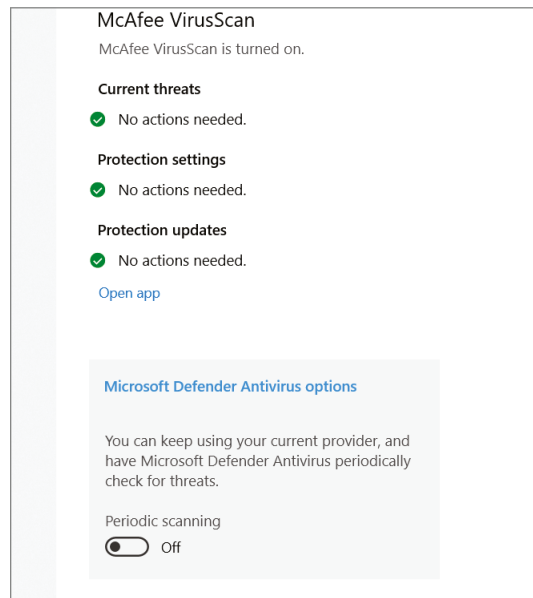 McAfee VirusScan
McAfee VirusScan is turned on.
Current threats
No actions needed.
Protection settings
No actions needed.
Protection updates
No actions needed.
Open app
Microsoft Defender Antivirus options
You can keep using your current provider, and
have Microsoft Defender Antivirus periodically
check for threats.
Periodic scanning
Off